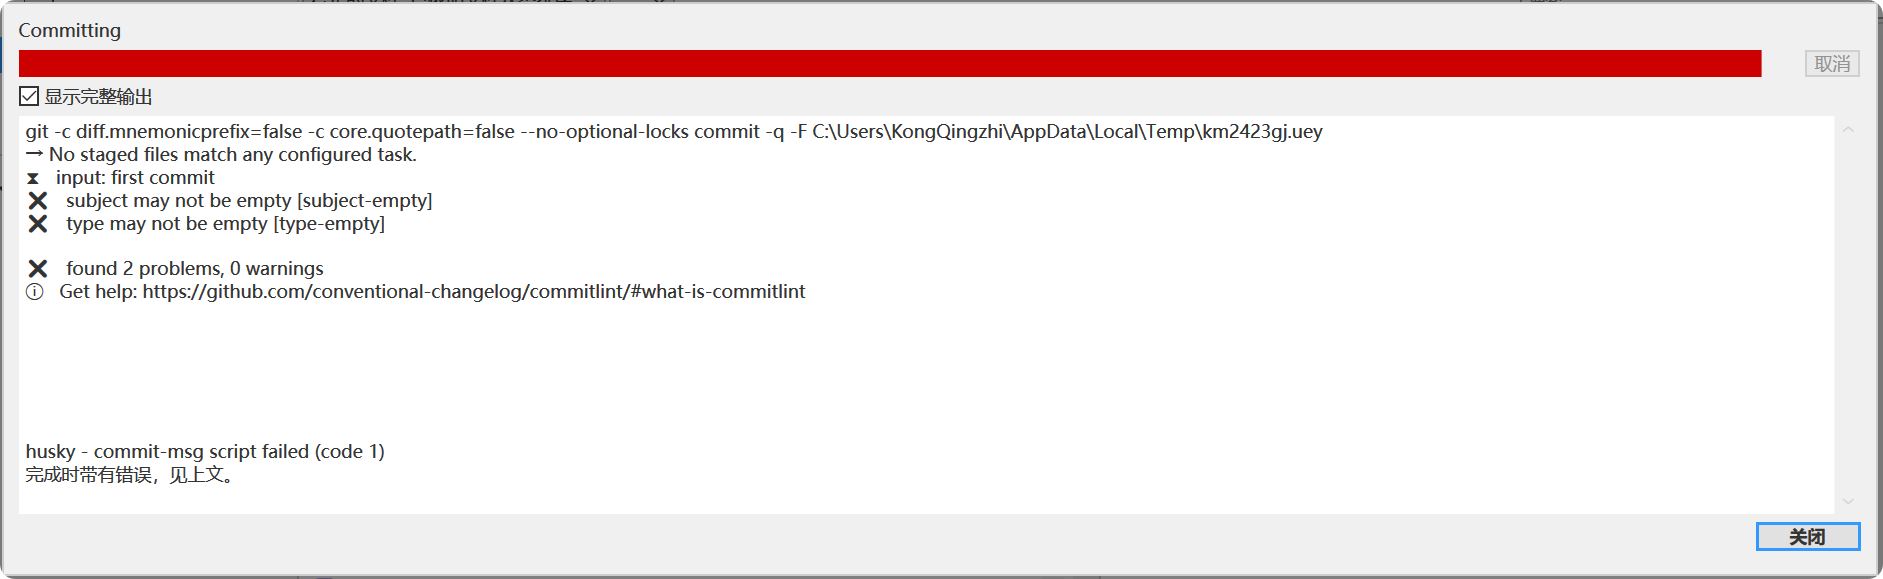 Committing
取消
显示完整输出
git -c diff.mnemonicprefix=false -c core.quotepath=false --no-optional-locks commit -q -F C:\Users\KongQingzhi\AppData\Local\Temp\km2423gj.uey
→ No staged files match any configured task.
⧗ input: first commit
✖ subject may not be empty [subject-empty]
✖ type may not be empty [type-empty]
✖ found 2 problems, 0 warnings
ⓘ Get help: https://github.com/conventional-changelog/commitlint/#what-is-commitlint
husky - commit-msg script failed (code 1)
完成时带有错误，见上文。
关闭